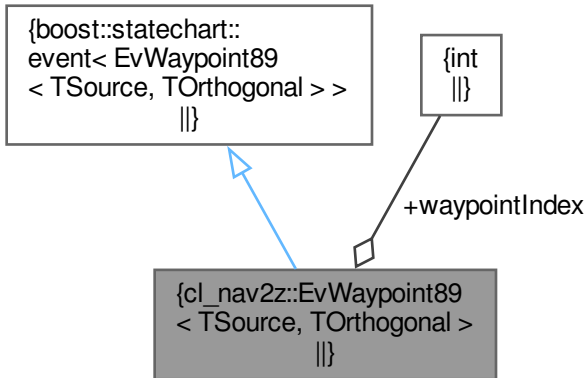 {boost::statechart::
event< EvWaypoint89
< TSource, TOrthogonal > >
||}
{int
||}
+waypointIndex
{cl_nav2z::EvWaypoint89
< TSource, TOrthogonal >
||}